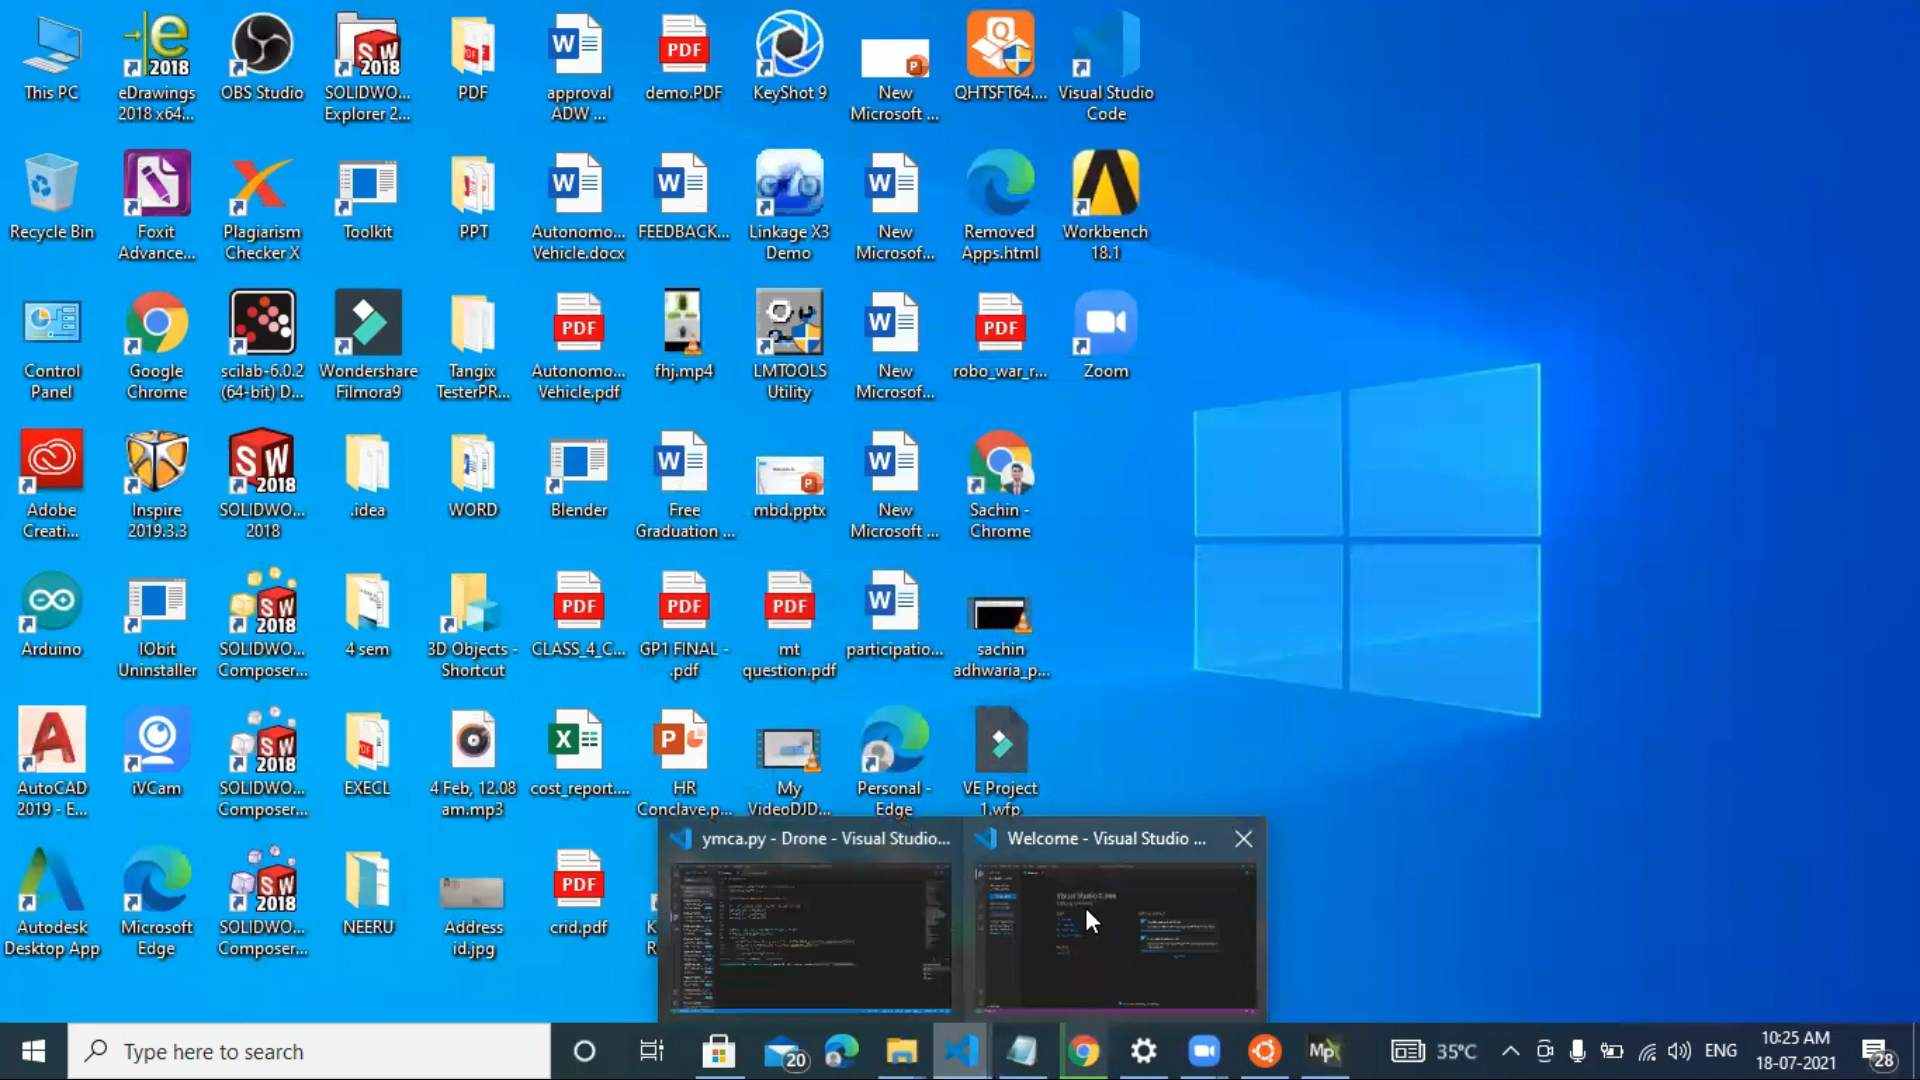 This PC
eDrawings
2018 x64...
OBS Studio
SOLIDWO...
Explorer 2...
PDF
approval
ADW ...
demo.PDF
KeyShot 9
New
Microsoft ...
QHTSFT64....
Visual Studio
Code
Recycle Bin
Foxit
Advance...
Plagiarism
Checker X
Toolkit
PPT
Autonomo...
Vehicle.docx
FEEDBACK...
Linkage X3
Demo
New
Microsof...
Removed
Apps.html
Workbench
18.1
Control
Panel
Google
Chrome
scilab-6.0.2
(64-bit) D...
Wondershare
Filmora9
Tangix
TesterPR...
Autonomo...
Vehicle.pdf
fhj.mp4
LMTOOLS
Utility
New
Microsof...
robo_war_r...
Zoom
Adobe
Creati...
Inspire
2019.3.3
SOLIDWO...
2018
.idea
WORD
Blender
Free
Graduation ...
mbd.pptx
New
Microsoft ...
Sachin -
Chrome
Arduino
IObit
Uninstaller
SOLIDWO...
Composer...
4 sem
3D Objects -
Shortcut
CLASS_4_C...
GP1 FINAL -
.pdf
mt
question.pdf
participatio...
sachin
adhwaria_p...
AutoCAD
2019 - E...
iVCam
SOLIDWO...
Composer...
EXECL
4 Feb, 12.08
am.mp3
cost_report....
HR
Conclave.p...
My
VideoDJD...
Personal -
Edge
VE Project
1.wfp
Autodesk
Desktop App
Microsoft
Edge
SOLIDWO...
Composer...
NEERU
Address
id.jpg
crid.pdf
ymca.py - Drone - Visual Studio...
Welcome - Visual Studio ...
Type here to search
20
35°C
ENG
10:25 AM
18-07-2021
28